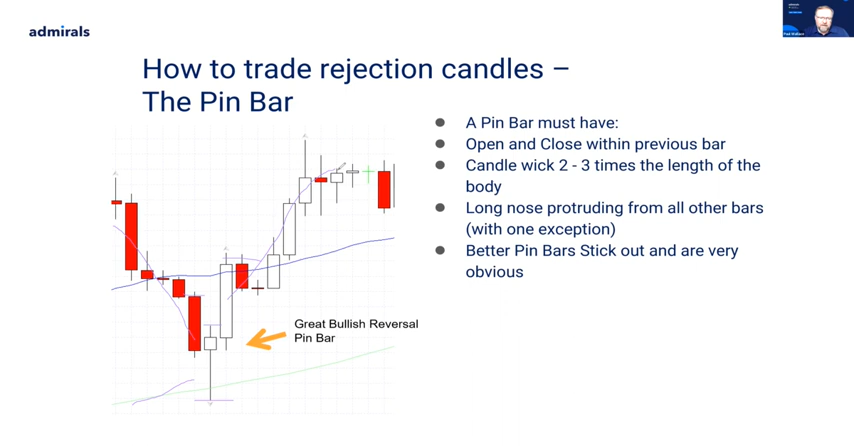 admirals
How to trade rejection candles –
The Pin Bar
A Pin Bar must have:
Open and Close within previous bar
Candle wick 2 - 3 times the length of the
body
Long nose protruding from all other bars
(with one exception)
Better Pin Bars Stick out and are very
obvious
Great Bullish Reversal
Pin Bar